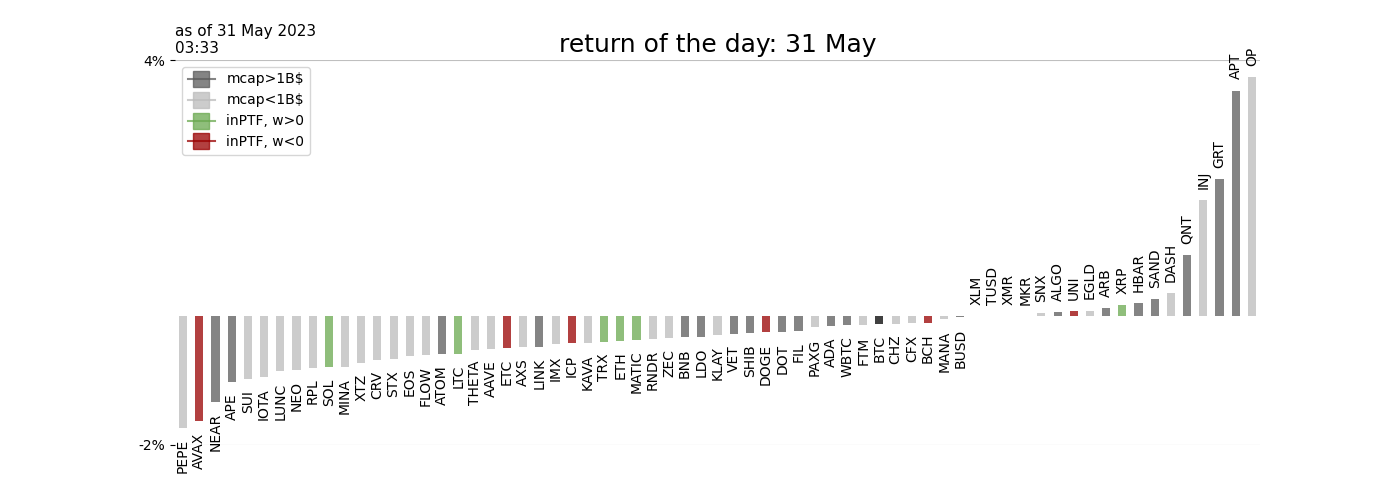 as of 31 May 2023
03:33
return of the day: 31 May
4%
mcap>1B$
mcap<1B$
inPTF, w>0
inPTF, w<0
-2%
PEPE
AVAX
NEAR
APE
SUI
IOTA
LUNC
NEO
RPL
SOL
MINA
XTZ
CRV
STX
EOS
FLOW
ATOM
LTC
THETA
AAVE
ETC
AXS
LINK
IMX
ICP
KAVA
TRX
ETH
MATIC
RNDR
ZEC
BNB
LDO
KLAY
VET
SHIB
DOGE
DOT
FIL
PAXG
ADA
WBTC
FTM
BTC
CHZ
CFX
BCH
MANA
BUSD
XLM
TUSD
XMR
MKR
SNX
ALGO
UNI
EGLD
ARB
XRP
HBAR
SAND
DASH
QNT
INJ
GRT
APT
OP